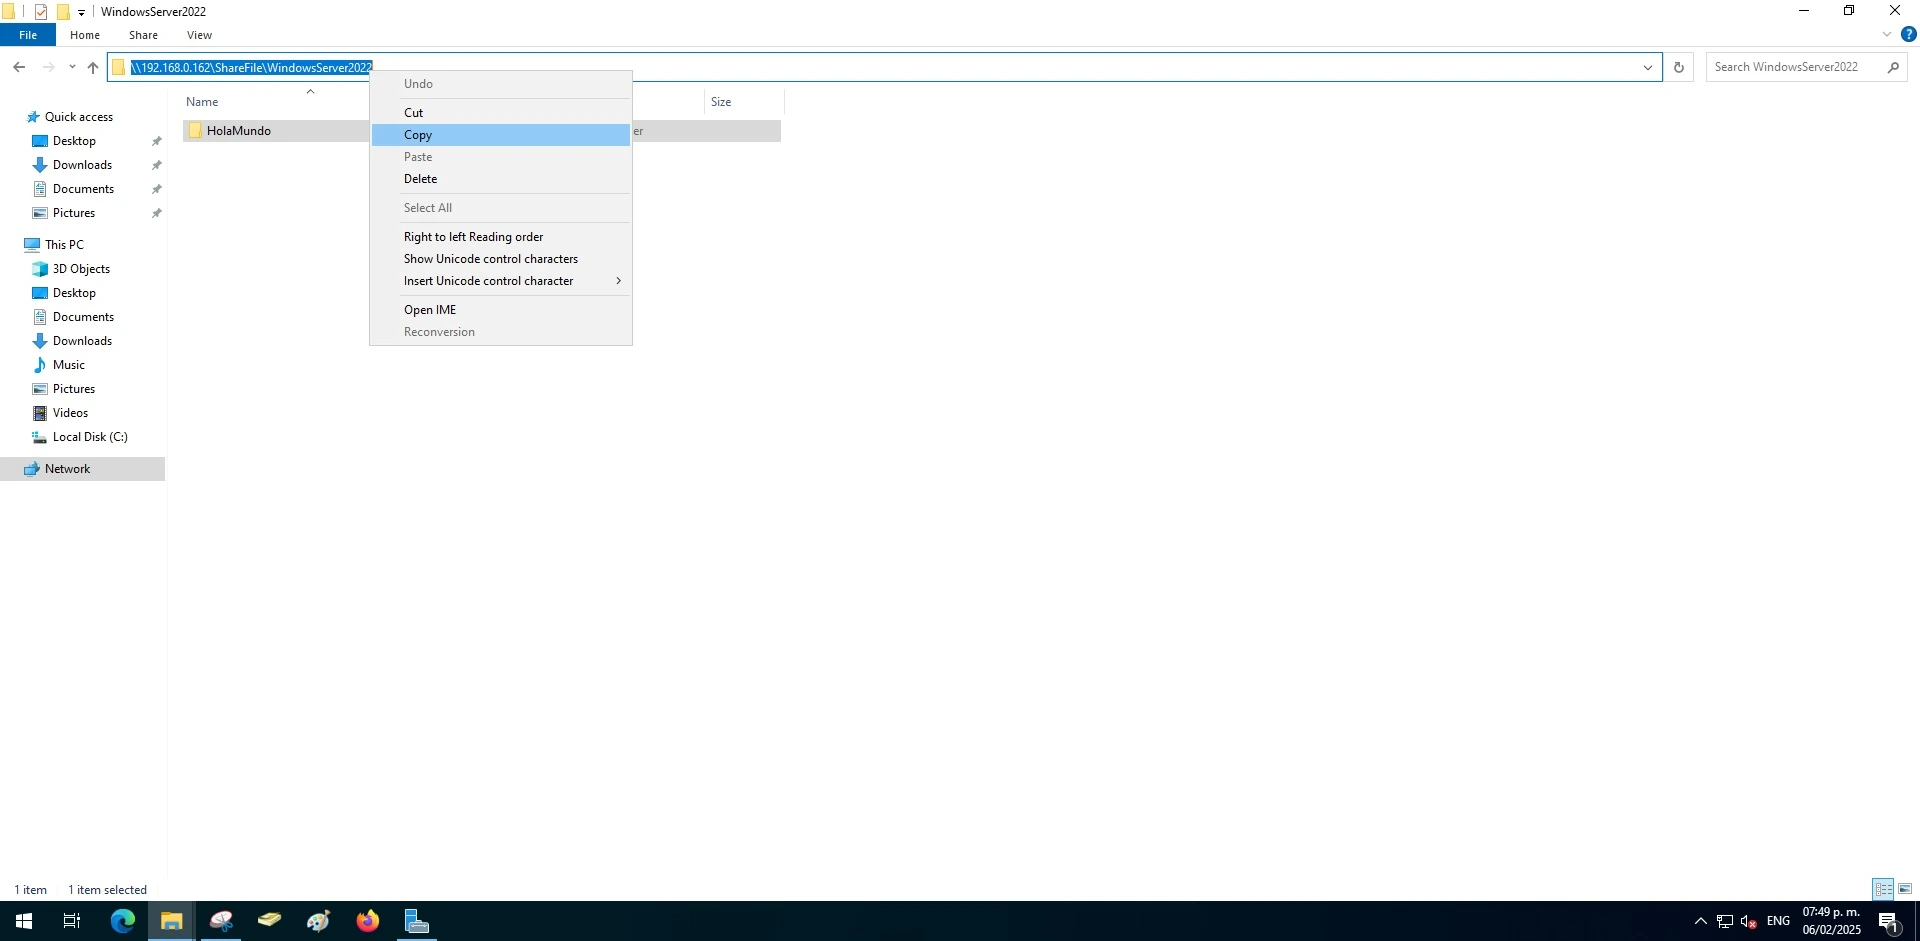 WindowsServer2022
File Home Share View
\\192.168.0.162\ShareFile\WindowsServer2022
Search WindowsServer2022
Name Size
HolaMundo
er
Undo
Cut
Copy
Paste
Delete
Select All
Right to left Reading order
Show Unicode control characters
Insert Unicode control character
Open IME
Reconversion
Quick access
Desktop
Downloads
Documents
Pictures
This PC
3D Objects
Desktop
Documents
Downloads
Music
Pictures
Videos
Local Disk (C:)
Network
1 item 1 item selected
ENG
07:49 p. m.
06/02/2025
1